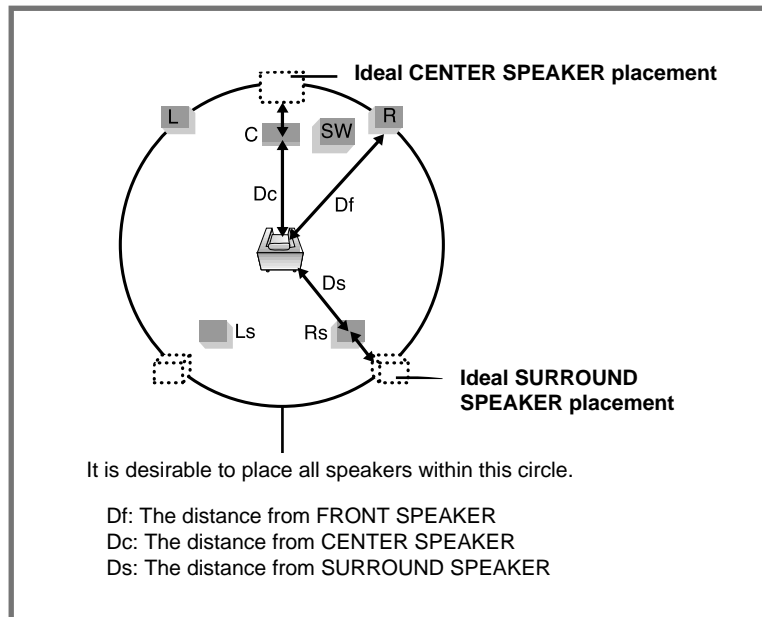 Ideal CENTER SPEAKER placement
L
R
C
SW
Dc
Df
Ds
Ls
Rs
Ideal SURROUND
SPEAKER placement
It is desirable to place all speakers within this circle.
Df: The distance from FRONT SPEAKER
Dc: The distance from CENTER SPEAKER
Ds: The distance from SURROUND SPEAKER